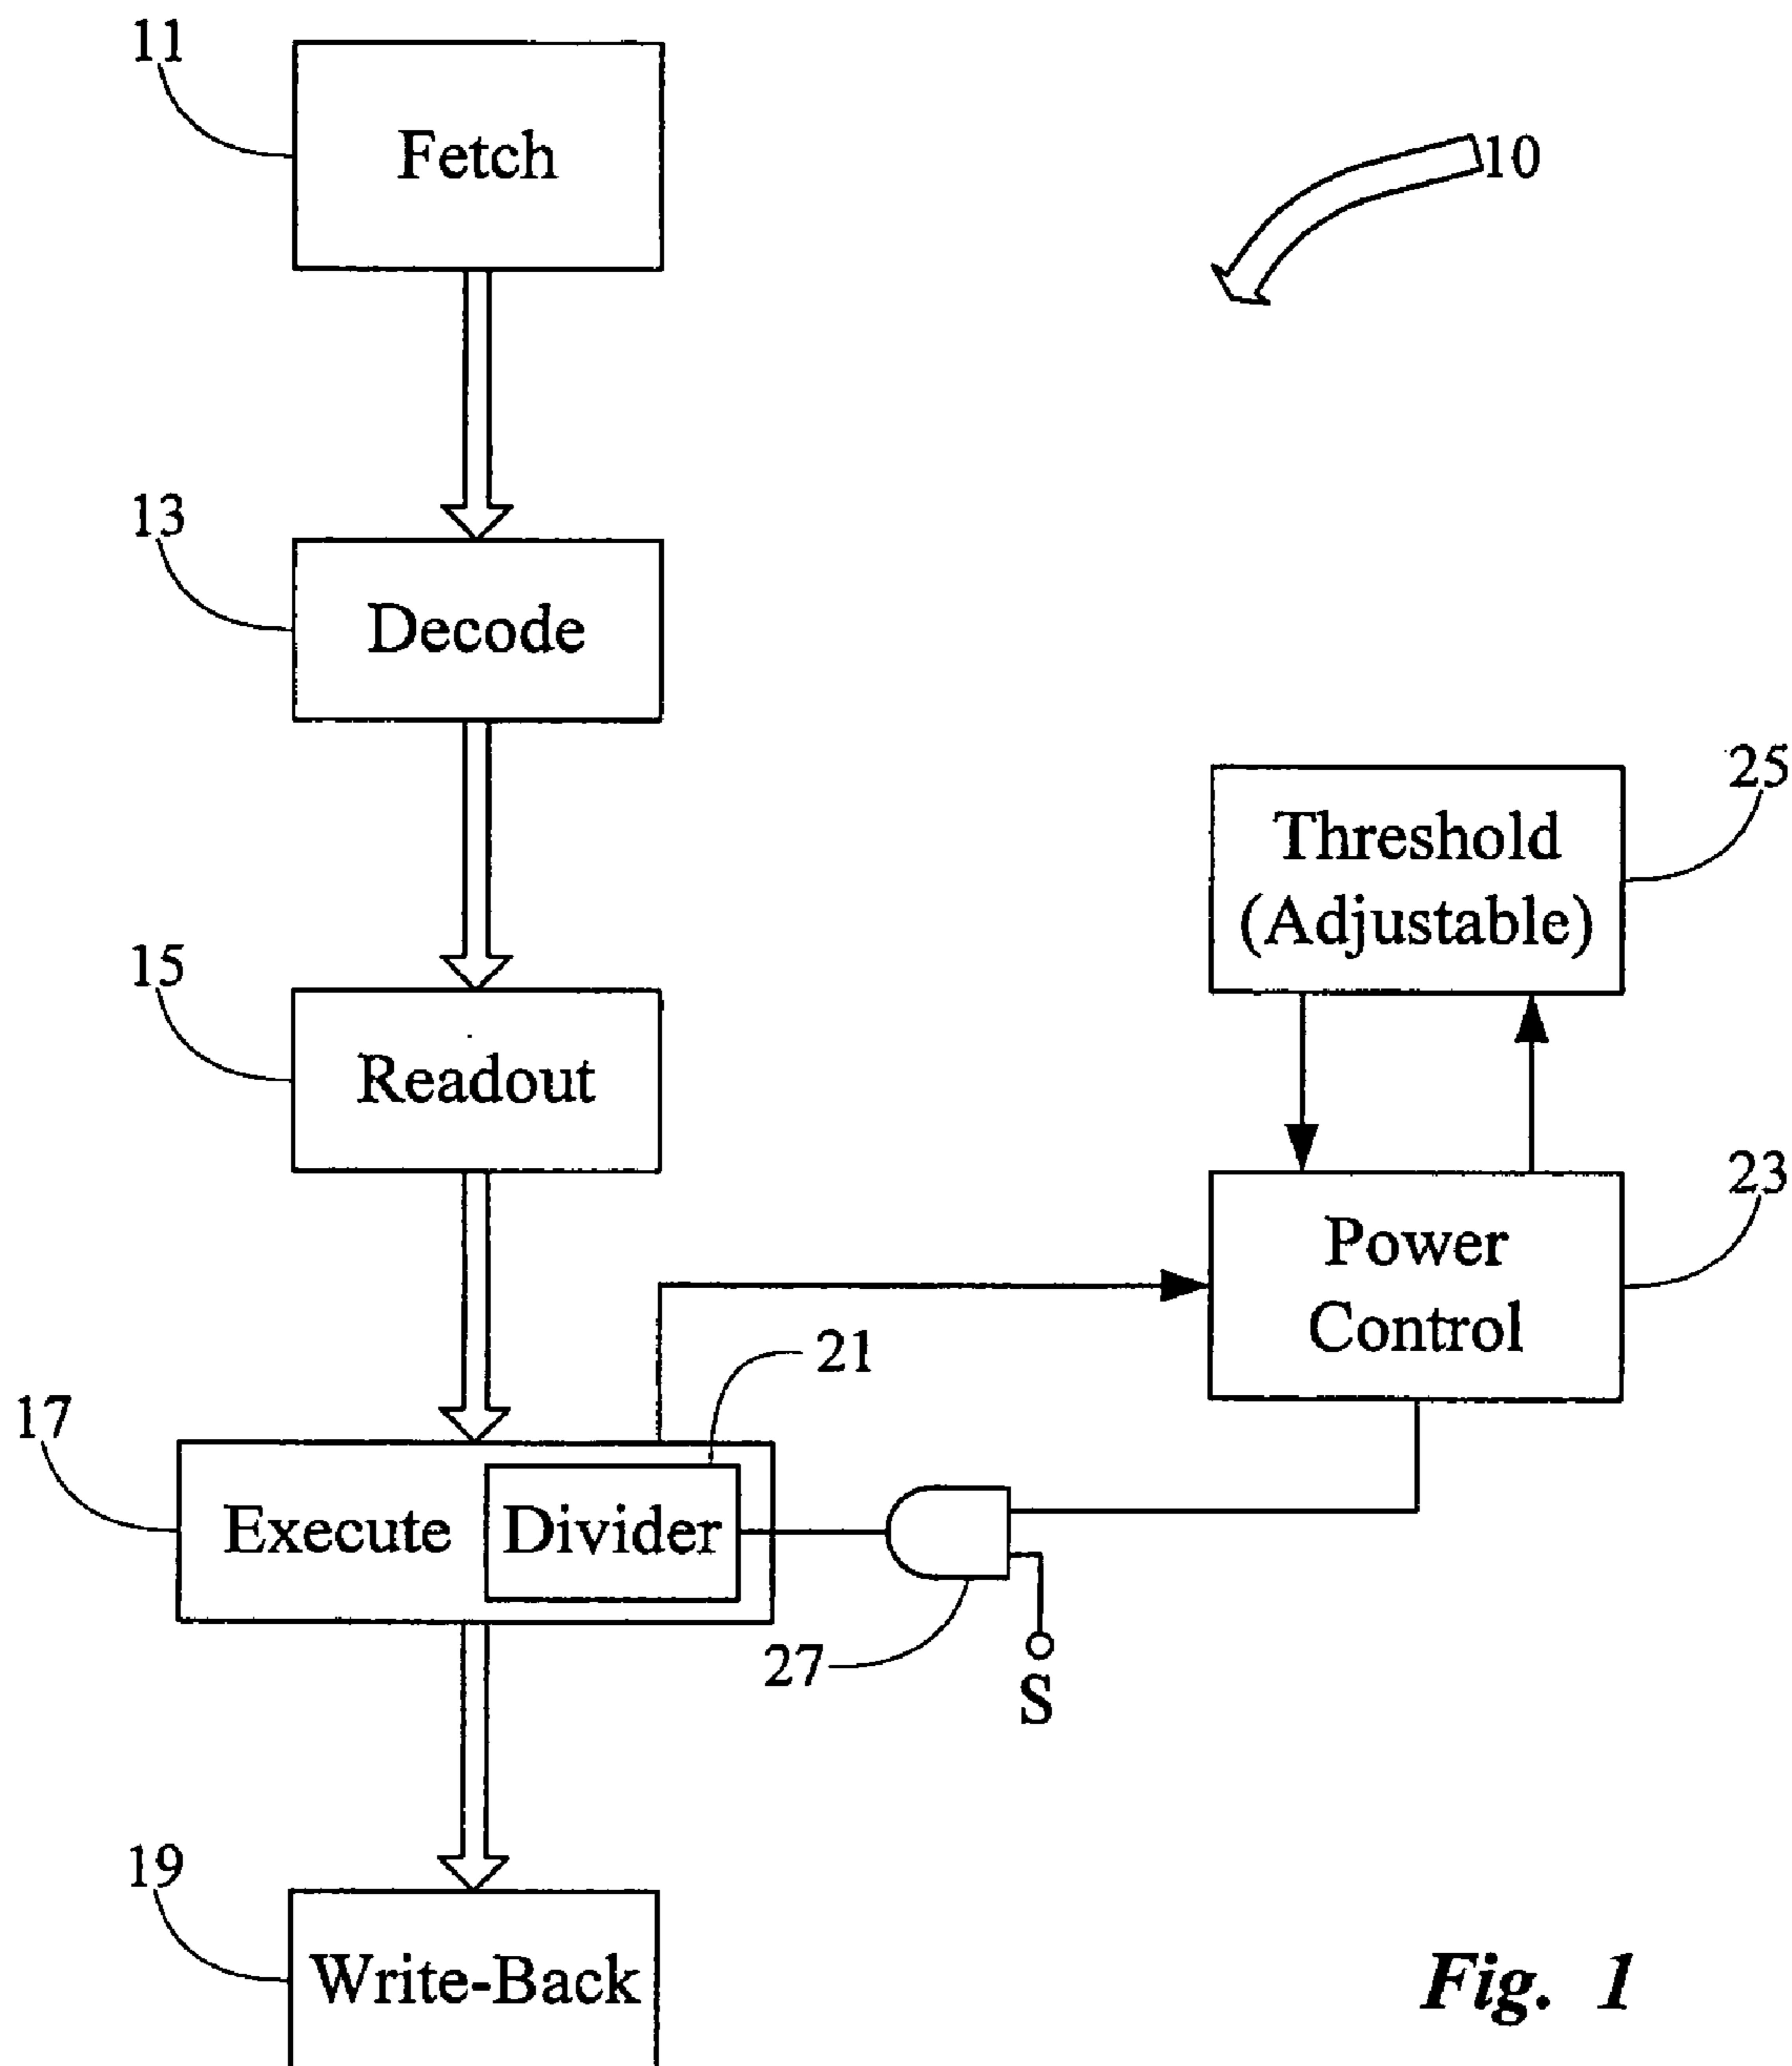 11
Fetch
10
13
Decode
25
Threshold
(Adjustable)
15
Readout
23
Power
Control
21
17
Execute
Divider
27
S
19
Write-Back
Fig. 1